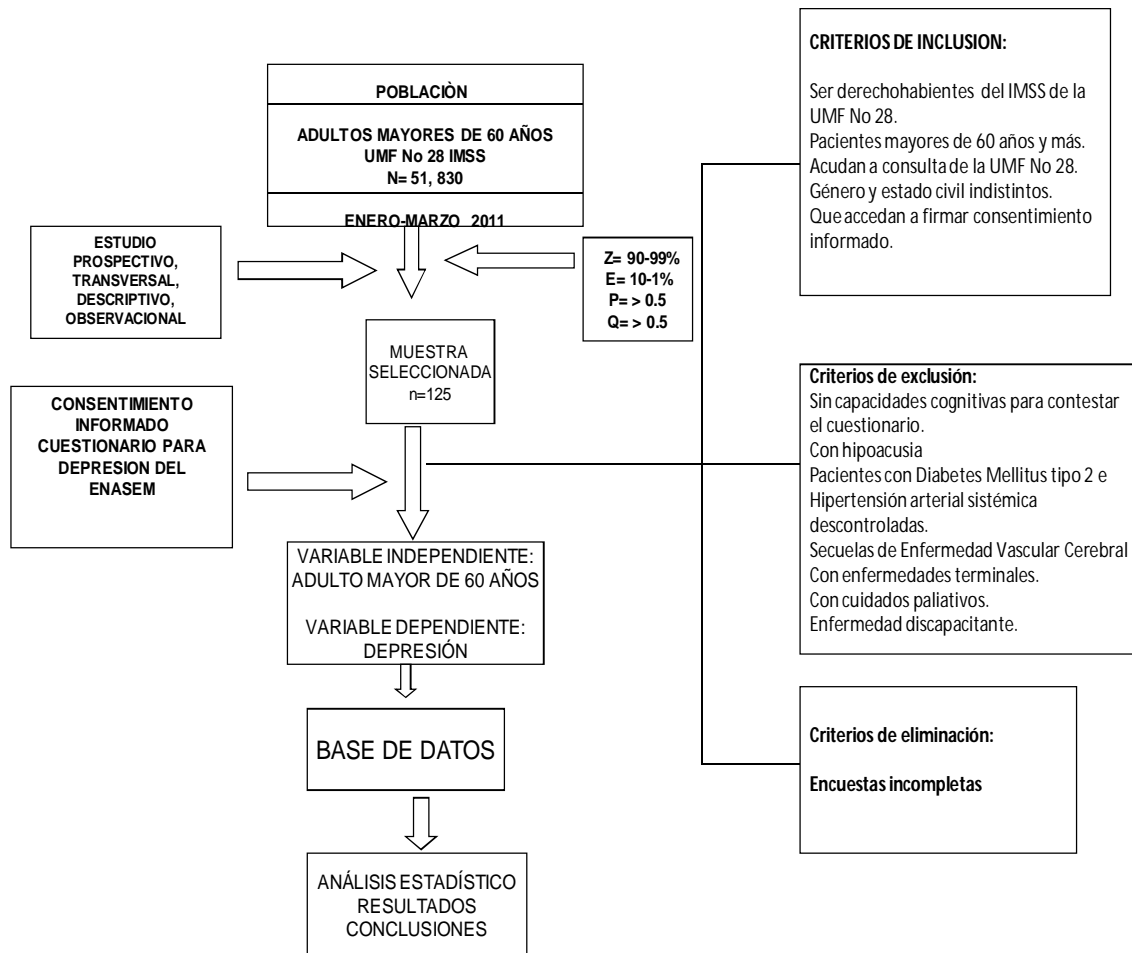 POBLACIÒN
ADULTOS MAYORES DE 60 AÑOS
UMF No 28 IMSS
N= 51, 830
ENERO-MARZO 2011
ESTUDIO
PROSPECTIVO,
TRANSVERSAL,
DESCRIPTIVO,
OBSERVACIONAL
Z= 90-99%
E= 10-1%
P= > 0.5
Q= > 0.5
MUESTRA
SELECCIONADA
n=125
CONSENTIMIENTO
INFORMADO
CUESTIONARIO PARA
DEPRESION DEL
ENASEM
VARIABLE INDEPENDIENTE:
ADULTO MAYOR DE 60 AÑOS
VARIABLE DEPENDIENTE:
DEPRESIÓN
BASE DE DATOS
ANÁLISIS ESTADÍSTICO
RESULTADOS
CONCLUSIONES
CRITERIOS DE INCLUSION:
Ser derechohabientes del IMSS de la
UMF No 28.
Pacientes mayores de 60 años y más.
Acudan a consulta de la UMF No 28.
Género y estado civil indistintos.
Que accedan a firmar consentimiento
informado.
Criterios de exclusión:
Sin capacidades cognitivas para contestar
el cuestionario.
Con hipoacusia
Pacientes con Diabetes Mellitus tipo 2 e
Hipertensión arterial sistémica
descontroladas.
Secuelas de Enfermedad Vascular Cerebral
Con enfermedades terminales.
Con cuidados paliativos.
Enfermedad discapacitante.
Criterios de eliminación:
Encuestas incompletas